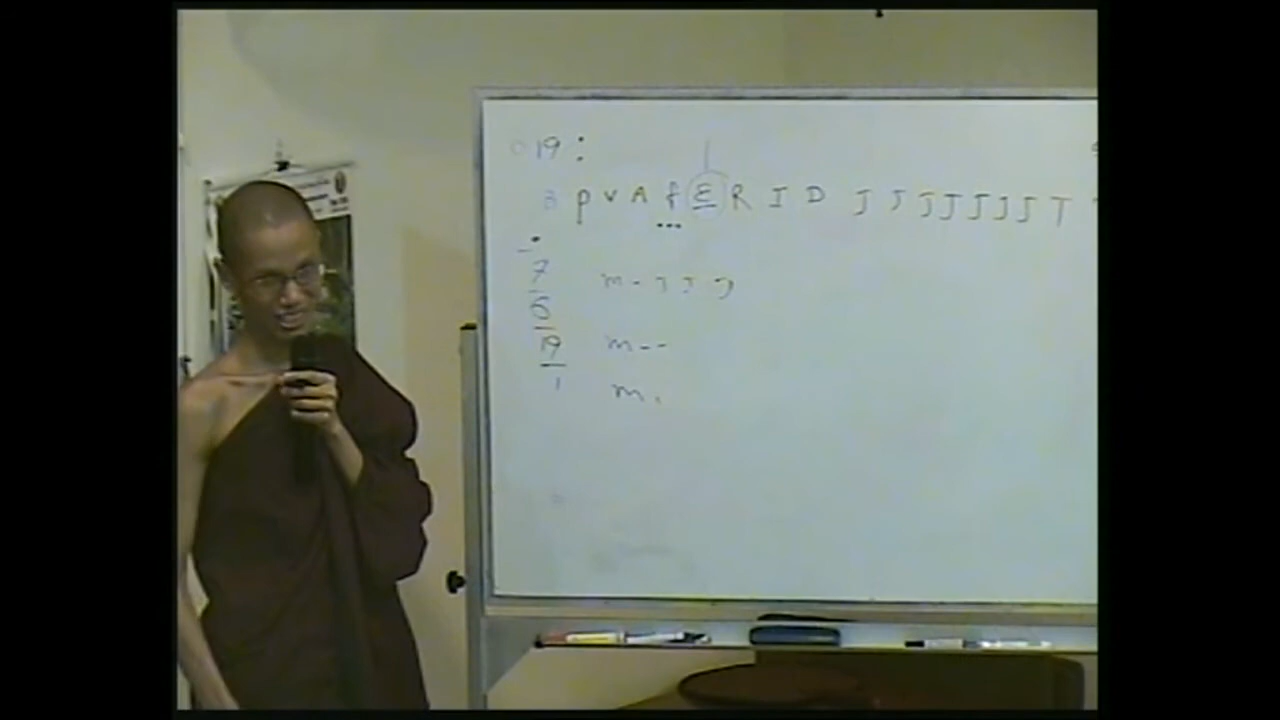 19 :
P V A f E R I D J J J J J J J T
7 m - J J J
6
19 m - -
1 m